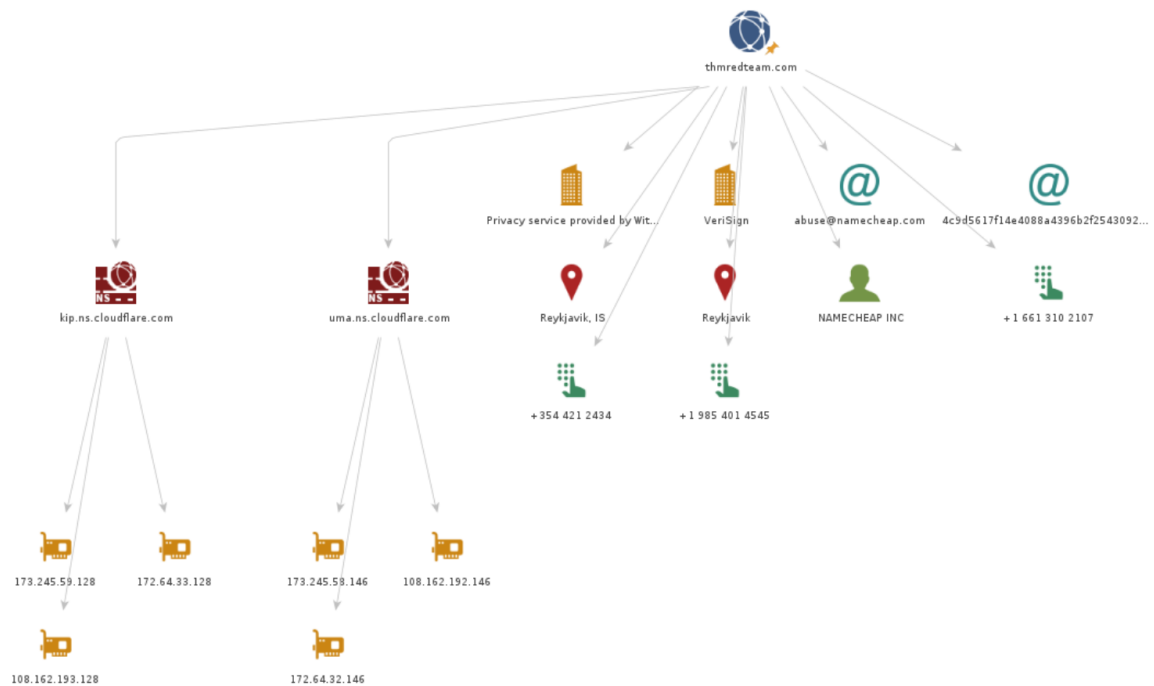 thmredteam.com
Privacy service provided by Wit...
VeriSign
abuse@namecheap.com
4c9d5617f14e4088a4396b2f2543092...
NS
kip.ns.cloudflare.com
NS
uma.ns.cloudflare.com
Reykjavik, IS
Reykjavik
NAMECHEAP INC
+1 661 310 2107
+354 421 2434
+1 985 401 4545
173.245.59.128
172.64.33.128
173.245.58.146
108.162.192.146
108.162.193.128
172.64.32.146